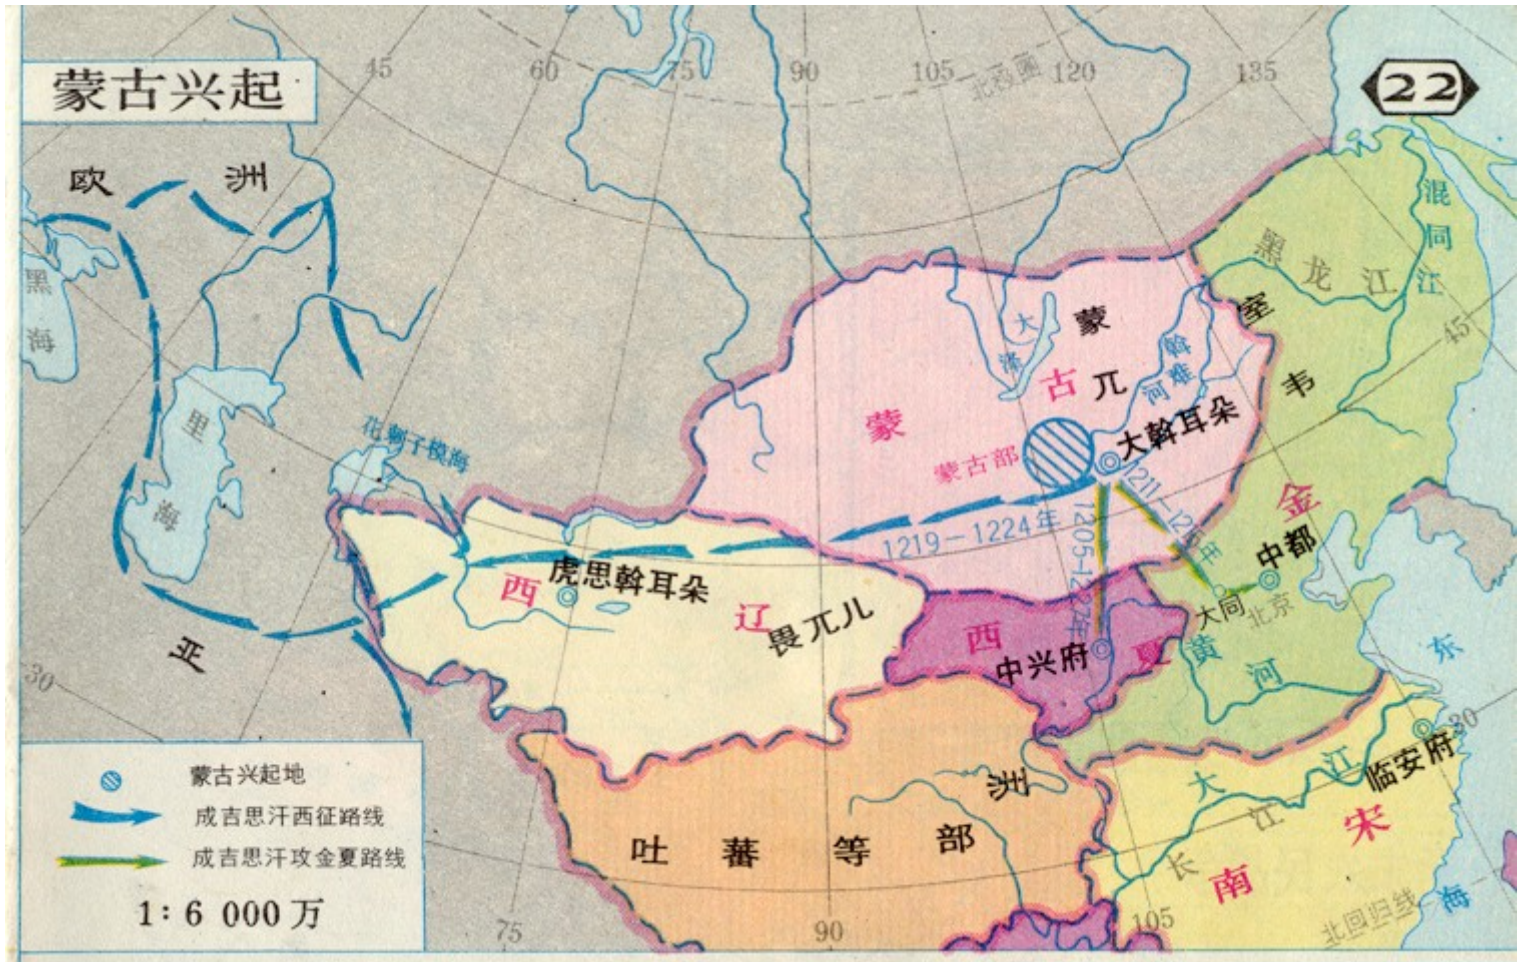 蒙古兴起
22
45
60
75
90
105
120
135
北极圈
欧
洲
混
同
江
黑龙江
黑
海
室
韦
45
大
泽
蒙
古
兀
斡难
河
里
海
花剌子模海
蒙
古
蒙古部
大斡耳朵
1219-1224年
1205-1227年
1211-1215年
金
中都
大同
北京
西
辽
虎思斡耳朵
畏兀儿
西
夏
中兴府
黄
河
东
海
亚
洲
30
30
大
江
长
江
临安府
南
宋
吐蕃等部
北回归线
75
90
105
蒙古兴起地
成吉思汗西征路线
成吉思汗攻金夏路线
1:6 000万